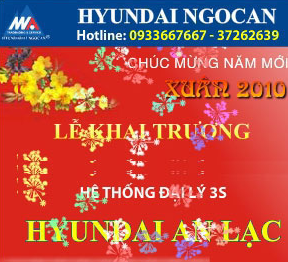 HYUNDAI NGOCAN
Hotline: 0933667667 - 37262639
CHÚC MỪNG NĂM MỚI
XUÂN 2010
LỄ KHAI TRƯƠNG
HỆ THỐNG ĐẠI LÝ 3S
HYUNDAI AN LẠC